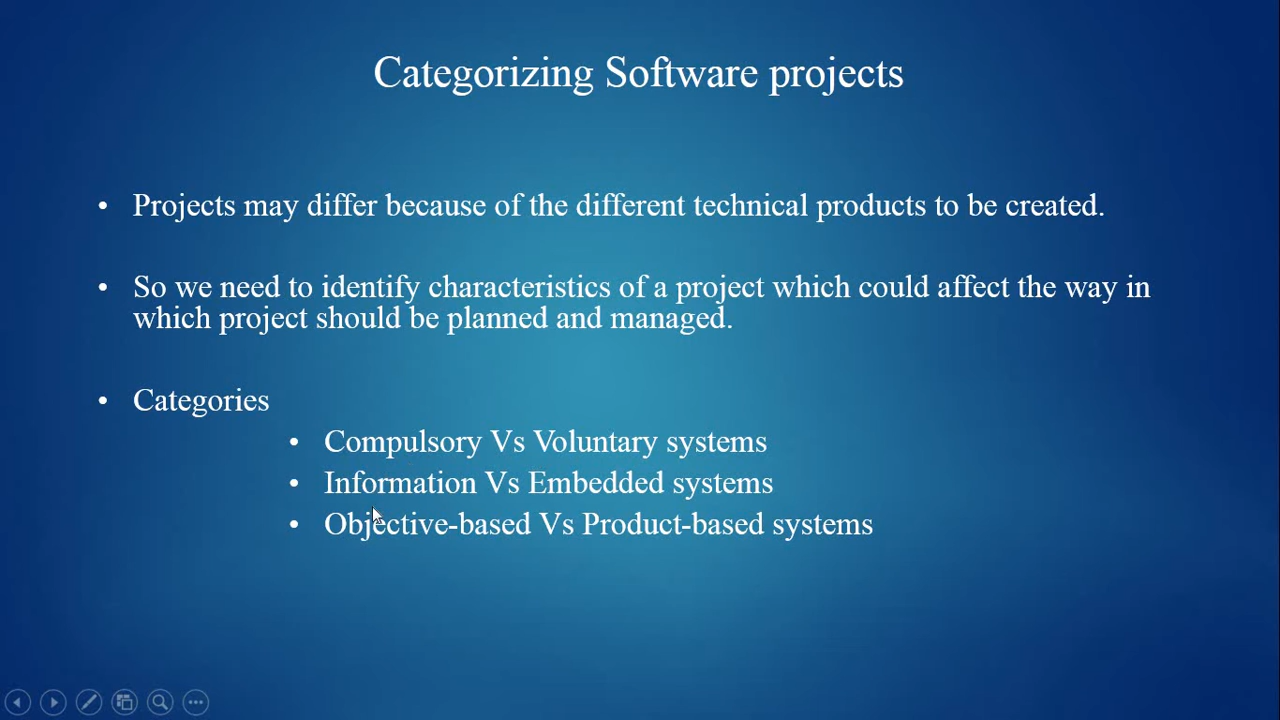 Categorizing Software projects
• Projects may differ because of the different technical products to be created.
• So we need to identify characteristics of a project which could affect the way in
which project should be planned and managed.
• Categories
• Compulsory Vs Voluntary systems
• Information Vs Embedded systems
• Objective-based Vs Product-based systems